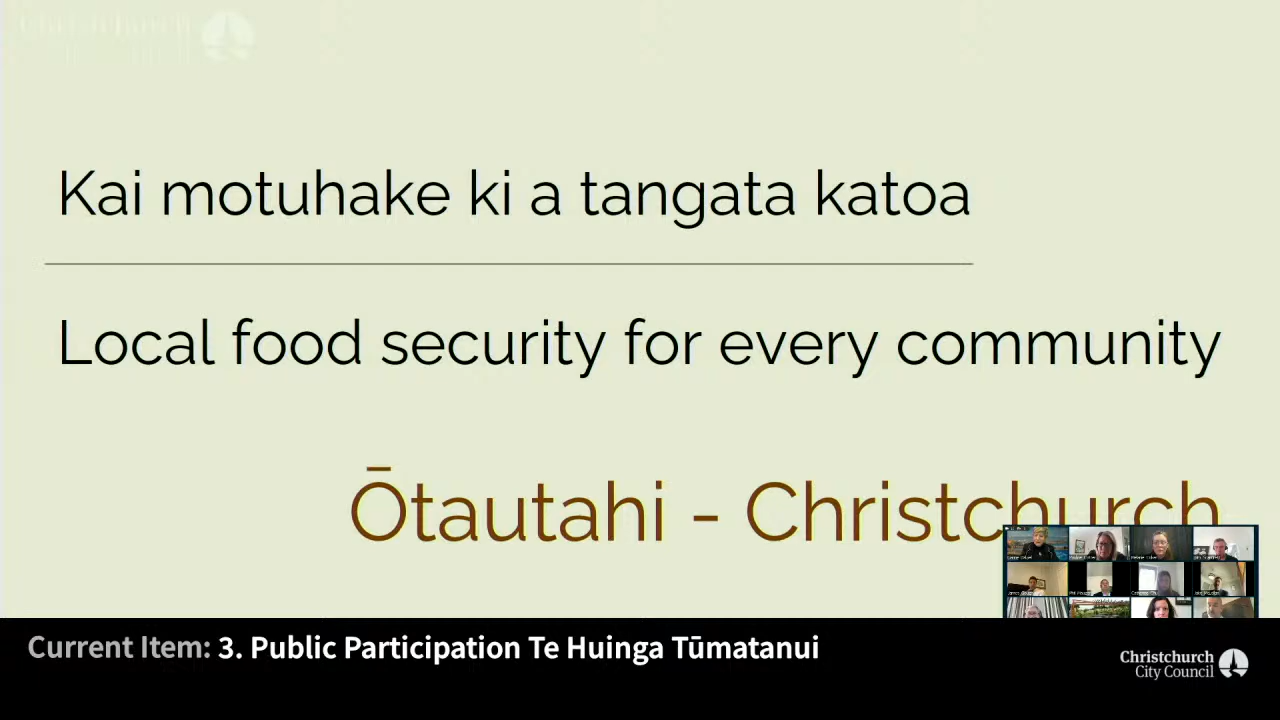 Kai motuhake ki a tangata katoa
Local food security for every community
Ōtautahi - Christchurch
Current Item: 3. Public Participation Te Huinga Tūmatanui
Christchurch
City Council